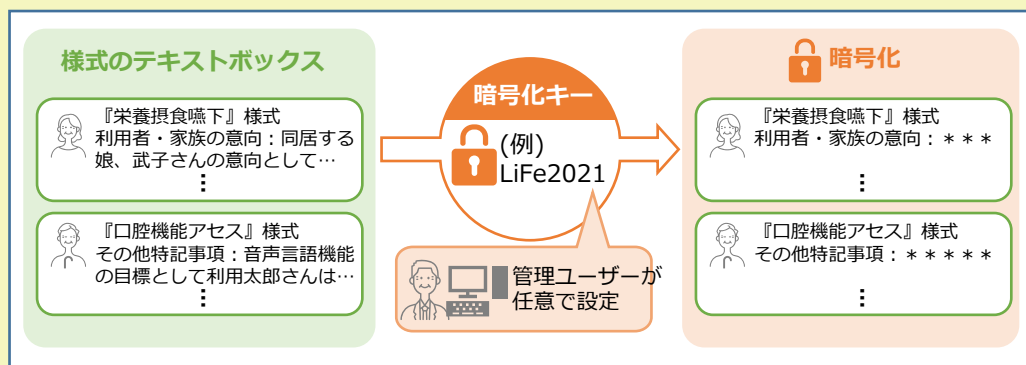 様式のテキストボックス
『栄養摂食嚥下』様式
利用者・家族の意向：同居する
娘、武子さんの意向として…
⋮
『口腔機能アセス』様式
その他特記事項：音声言語機能
の目標として利用太郎さんは…
⋮
暗号化キー
(例)
LiFe2021
管理ユーザーが
任意で設定
暗号化
『栄養摂食嚥下』様式
利用者・家族の意向：＊＊＊
⋮
『口腔機能アセス』様式
その他特記事項：＊＊＊＊＊
⋮